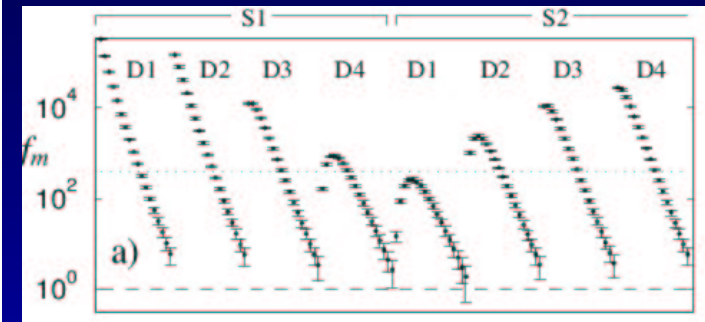 S1 S2
D1 D2 D3 D4 D1 D2 D3 D4
10^4
f_m
10^2
a)
10^0